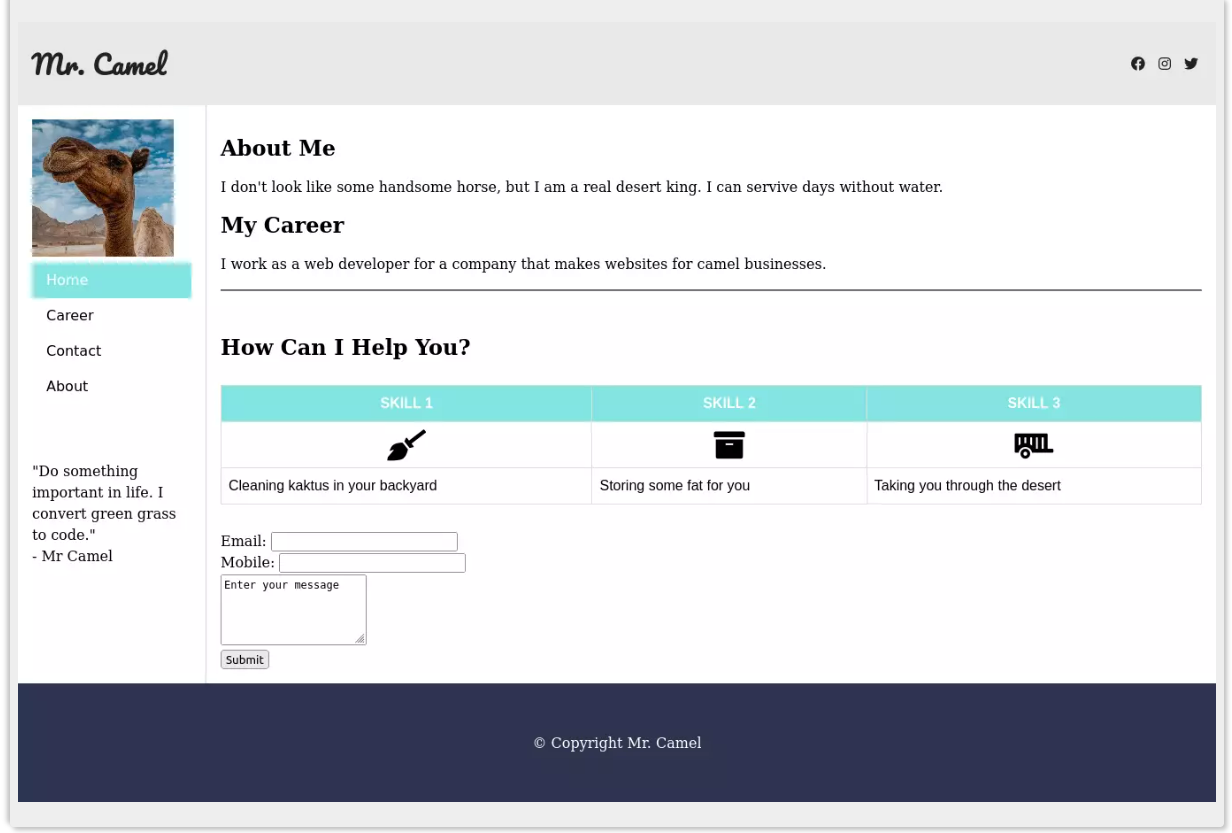 Mr. Camel
Home
Career
Contact
About
"Do something
important in life. I
convert green grass
to code."
- Mr Camel
About Me
I don't look like some handsome horse, but I am a real desert king. I can servive days without water.
My Career
I work as a web developer for a company that makes websites for camel businesses.
How Can I Help You?
SKILL 1 SKILL 2 SKILL 3
Cleaning kaktus in your backyard Storing some fat for you Taking you through the desert
Email:
Mobile:
Enter your message
Submit
© Copyright Mr. Camel